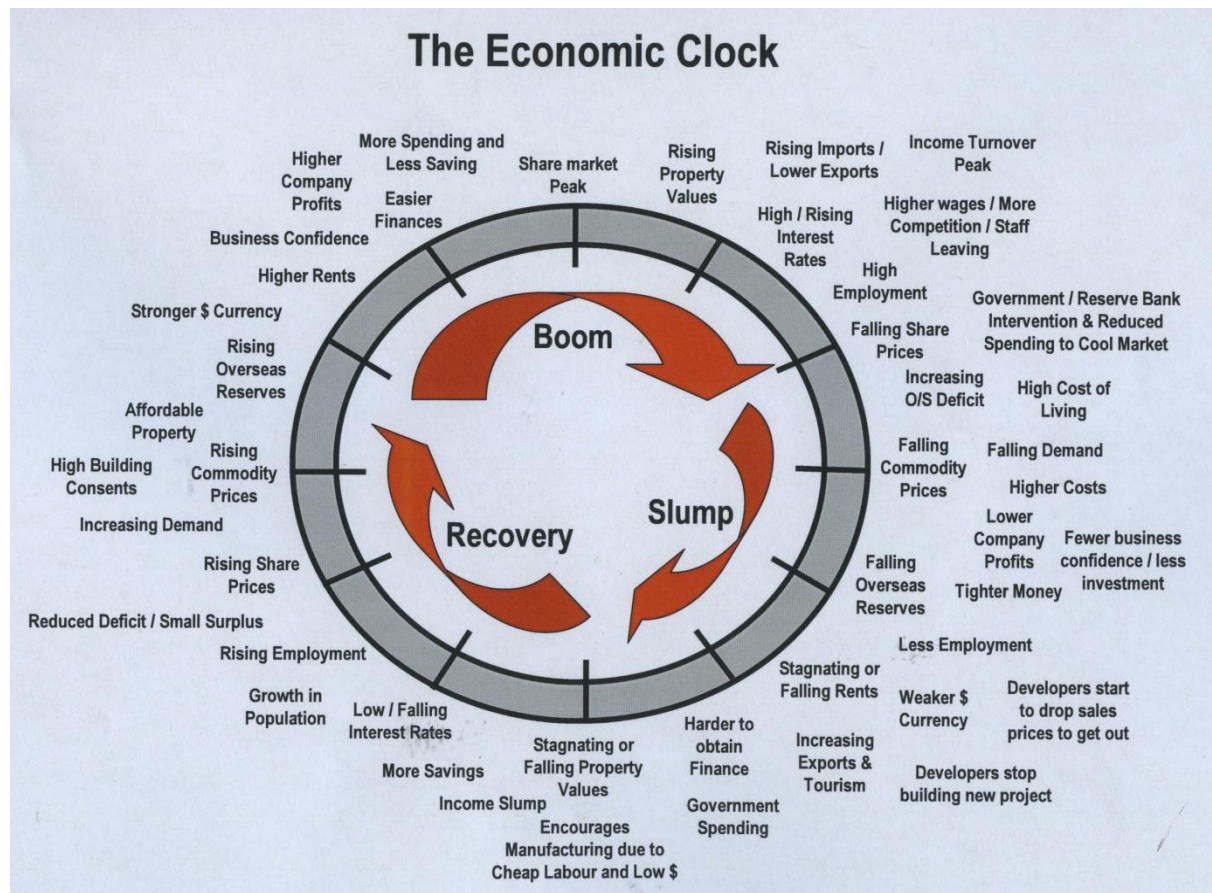 The Economic Clock
More Spending and
Less Saving
Higher
Company
Profits
Easier
Finances
Share market
Peak
Rising
Property
Values
Rising Imports /
Lower Exports
Income Turnover
Peak
High / Rising
Interest
Rates
Higher wages / More
Competition / Staff
Leaving
High
Employment
Government / Reserve Bank
Intervention & Reduced
Spending to Cool Market
Falling Share
Prices
Increasing
O/S Deficit
High Cost of
Living
Falling
Commodity
Prices
Falling Demand
Higher Costs
Lower
Company
Profits
Fewer business
confidence / less
investment
Falling
Overseas
Reserves
Tighter Money
Less Employment
Stagnating or
Falling Rents
Weaker $
Currency
Developers start
to drop sales
prices to get out
Increasing
Exports &
Tourism
Developers stop
building new project
Harder to
obtain
Finance
Government
Spending
Stagnating or
Falling Property
Values
Encourages
Manufacturing due to
Cheap Labour and Low $
Income Slump
More Savings
Low / Falling
Interest Rates
Growth in
Population
Rising Employment
Reduced Deficit / Small Surplus
Rising Share
Prices
Increasing Demand
High Building
Consents
Rising
Commodity
Prices
Affordable
Property
Rising
Overseas
Reserves
Stronger $ Currency
Higher Rents
Business Confidence
Boom
Slump
Recovery